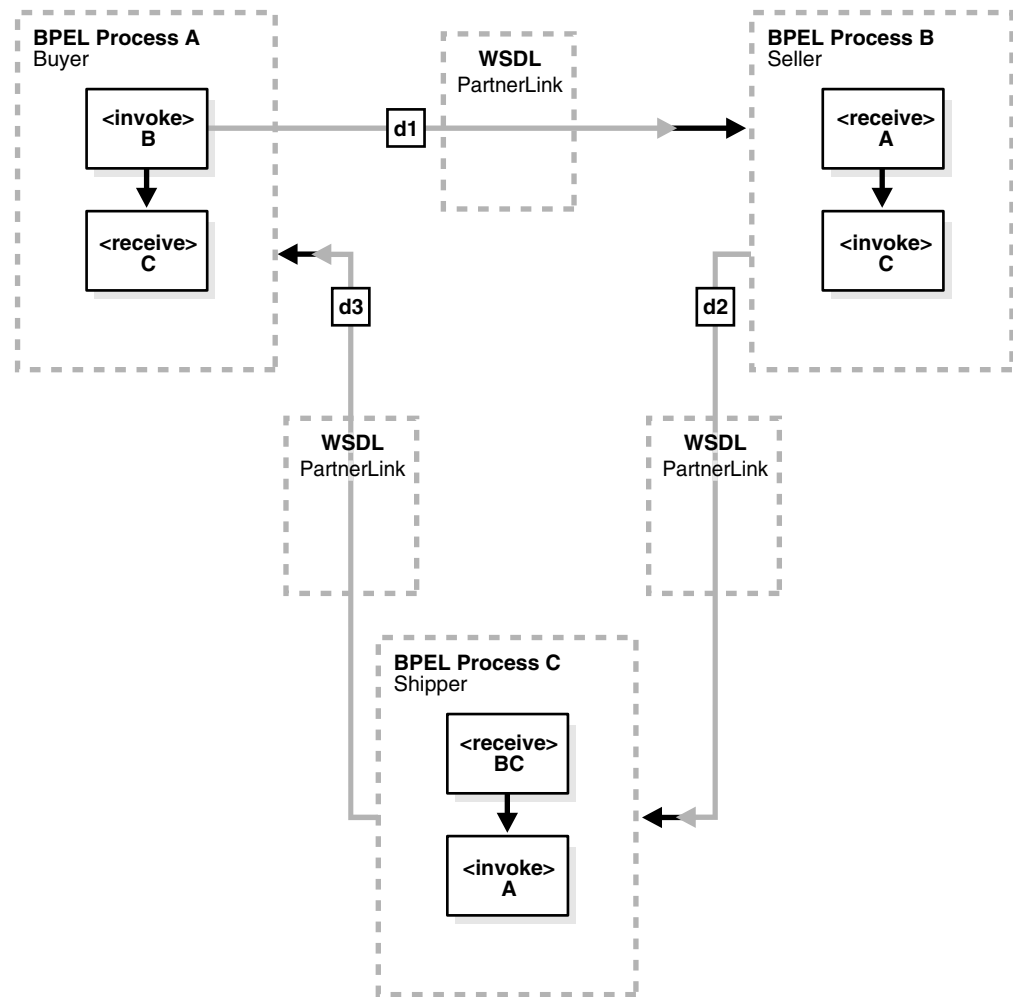 BPEL Process A
Buyer
<invoke>
B
<receive>
C
d1
WSDL
PartnerLink
BPEL Process B
Seller
<receive>
A
<invoke>
C
d3
d2
WSDL
PartnerLink
WSDL
PartnerLink
BPEL Process C
Shipper
<receive>
BC
<invoke>
A